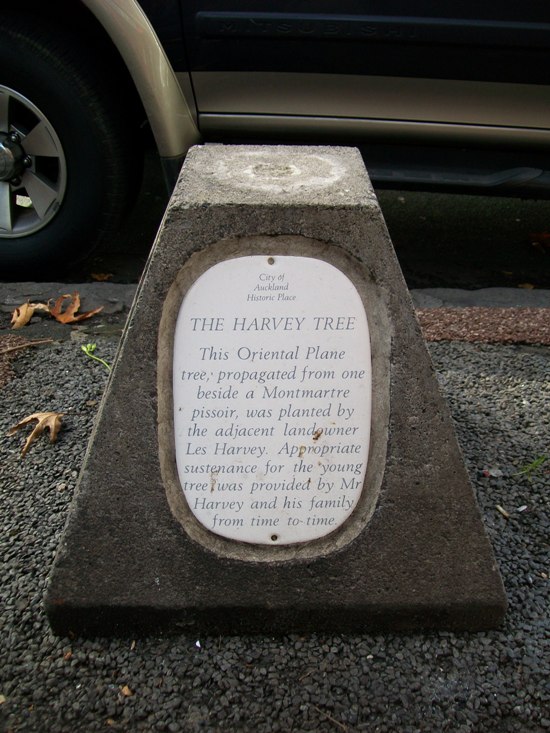 MITSUBISHI
City of
Auckland
Historic Place
THE HARVEY TREE
This Oriental Plane
tree, propagated from one
beside a Montmartre
pissoir, was planted by
the adjacent landowner
Les Harvey. Appropriate
sustenance for the young
tree was provided by Mr
Harvey and his family
from time to time.